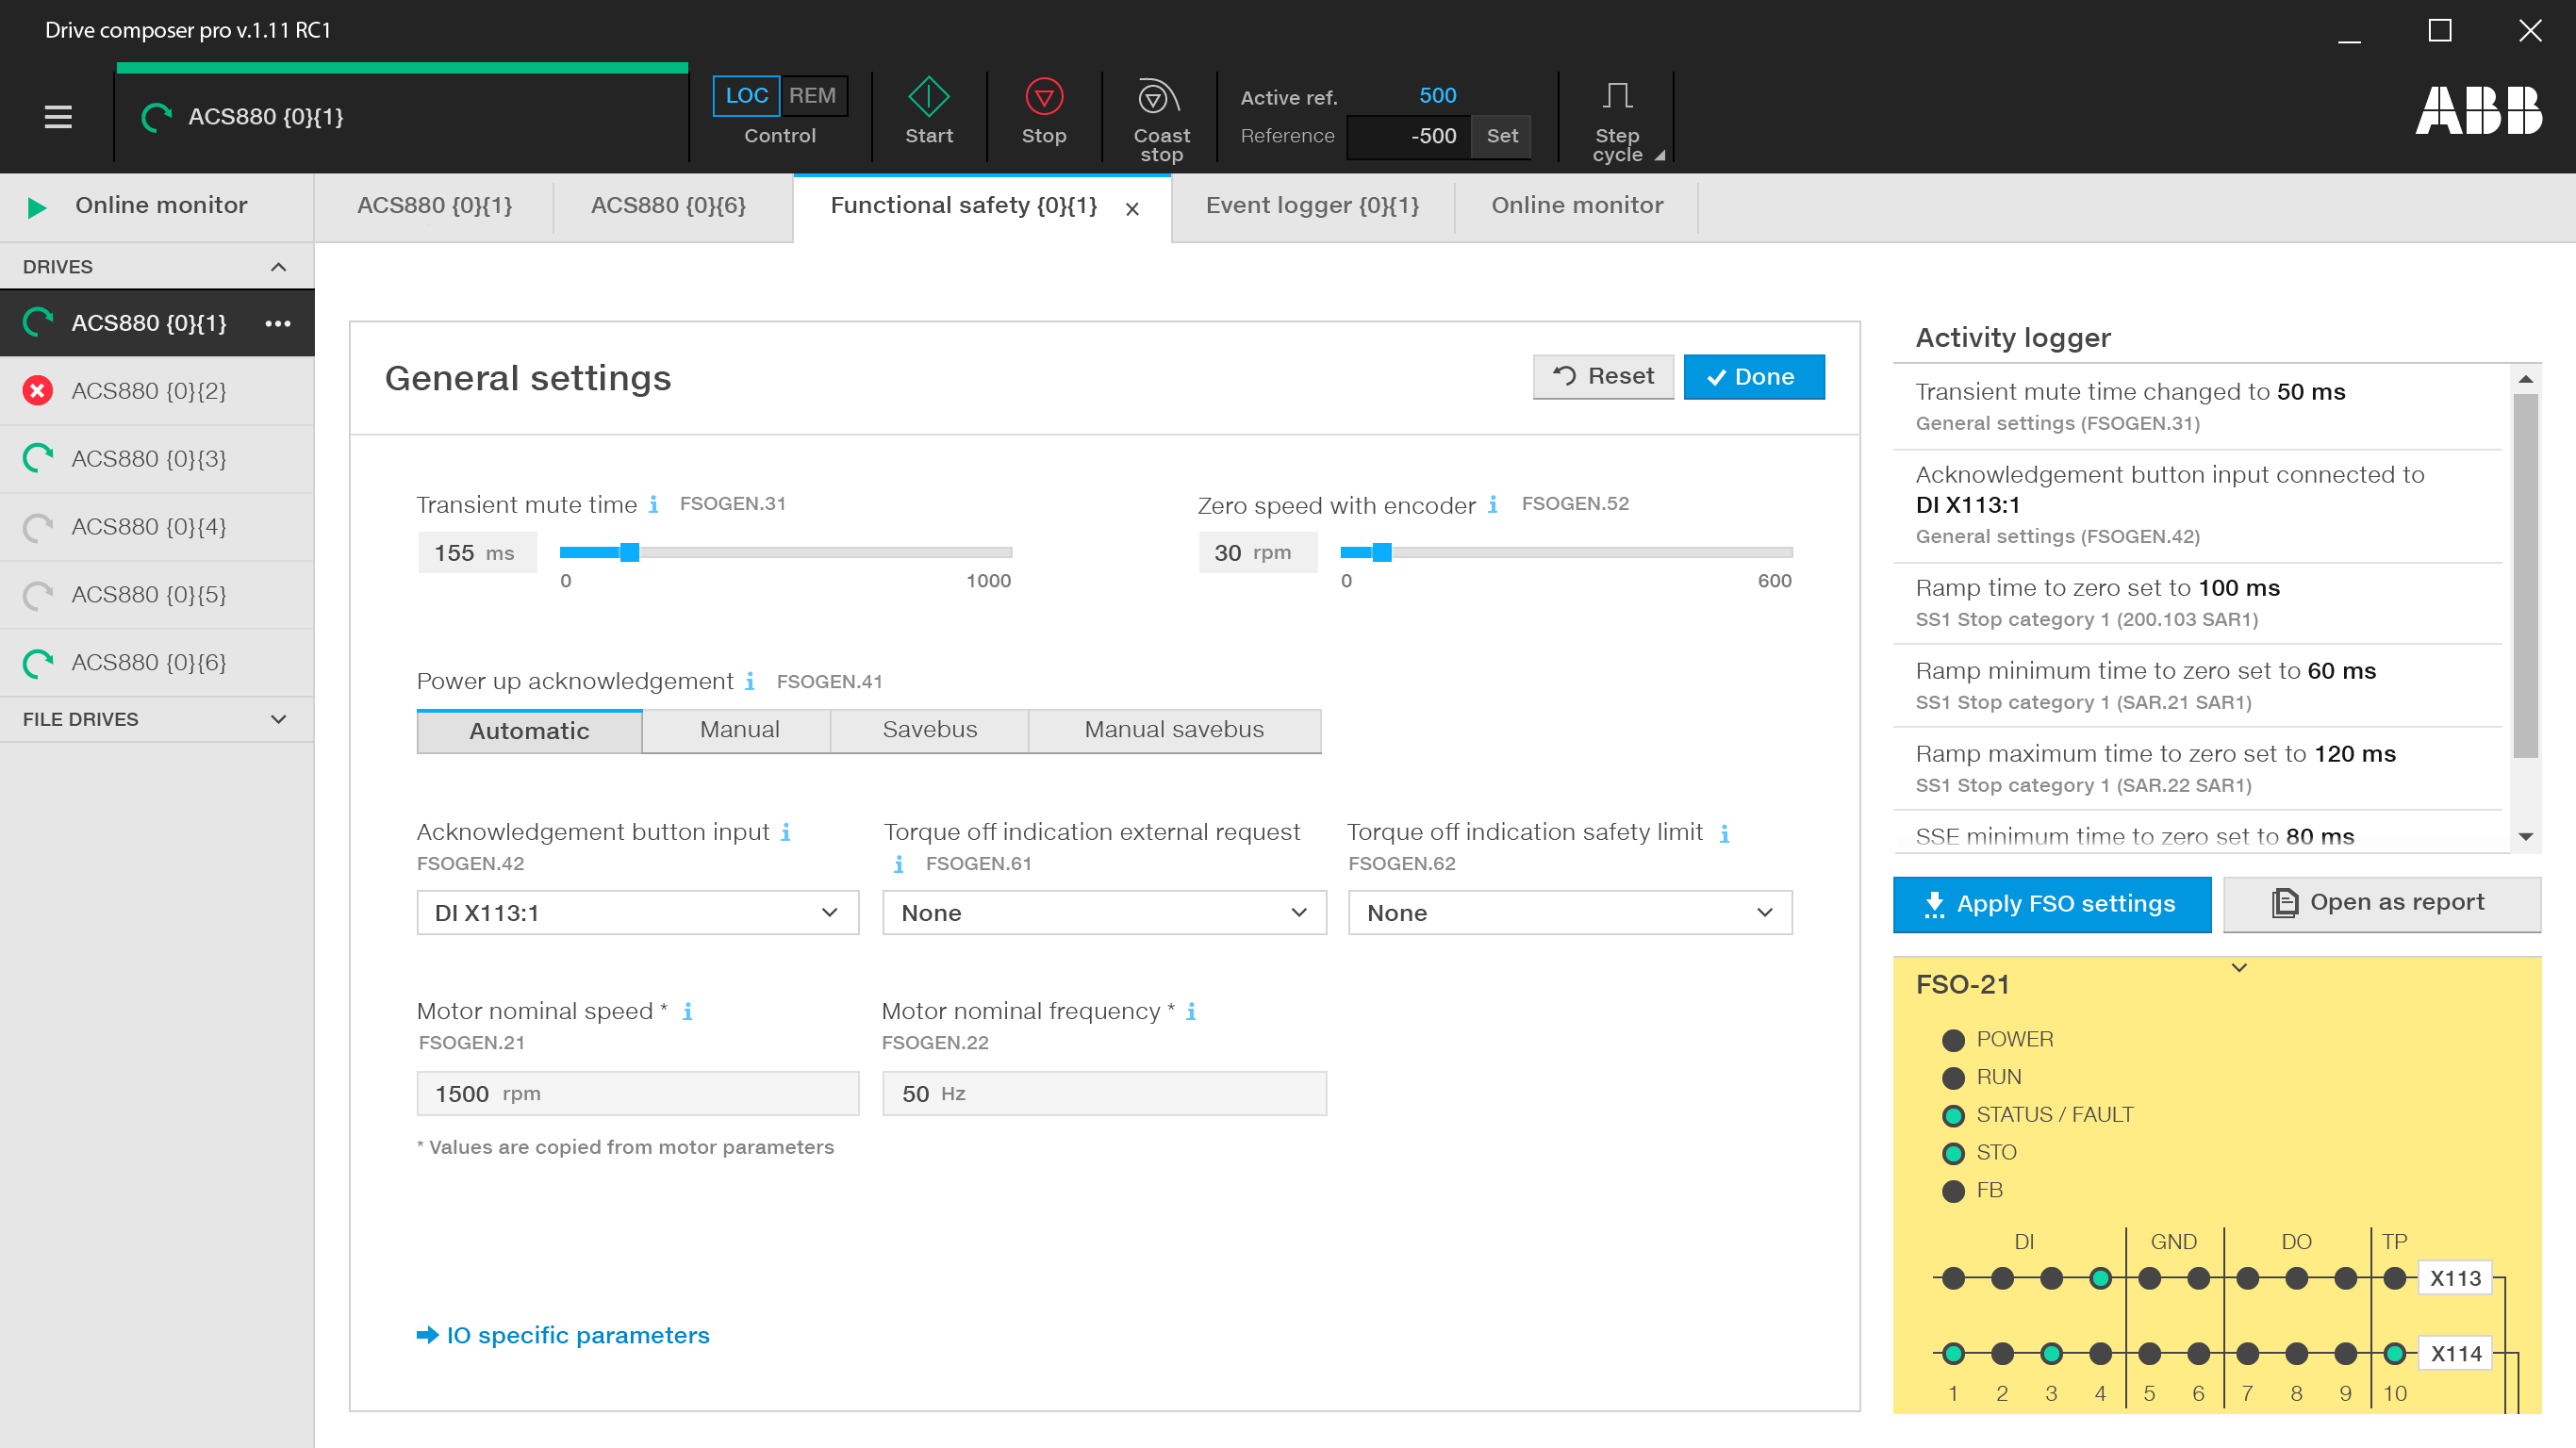 Drive composer pro v.1.11 RC1
ACS880 {0}{1}
LOC REM
Control
Start
Stop
Coast
stop
Active ref. 500
Reference -500 Set
Step
cycle
ABB
Online monitor
ACS880 {0}{1}
ACS880 {0}{6}
Functional safety {0}{1}
Event logger {0}{1}
Online monitor
DRIVES
ACS880 {0}{1}
ACS880 {0}{2}
ACS880 {0}{3}
ACS880 {0}{4}
ACS880 {0}{5}
ACS880 {0}{6}
FILE DRIVES
General settings
Reset
Done
Transient mute time i FSOGEN.31
155 ms
0 1000
Zero speed with encoder i FSOGEN.52
30 rpm
0 600
Power up acknowledgement i FSOGEN.41
Automatic Manual Savebus Manual savebus
Acknowledgement button input i
FSOGEN.42
DI X113:1
Torque off indication external request
i FSOGEN.61
None
Torque off indication safety limit i
FSOGEN.62
None
Motor nominal speed * i
FSOGEN.21
1500 rpm
Motor nominal frequency * i
FSOGEN.22
50 Hz
* Values are copied from motor parameters
IO specific parameters
Activity logger
Transient mute time changed to 50 ms
General settings (FSOGEN.31)
Acknowledgement button input connected to
DI X113:1
General settings (FSOGEN.42)
Ramp time to zero set to 100 ms
SS1 Stop category 1 (200.103 SAR1)
Ramp minimum time to zero set to 60 ms
SS1 Stop category 1 (SAR.21 SAR1)
Ramp maximum time to zero set to 120 ms
SS1 Stop category 1 (SAR.22 SAR1)
SSE minimum time to zero set to 80 ms
Apply FSO settings
Open as report
FSO-21
POWER
RUN
STATUS / FAULT
STO
FB
DI GND DO TP
X113
X114
1 2 3 4 5 6 7 8 9 10